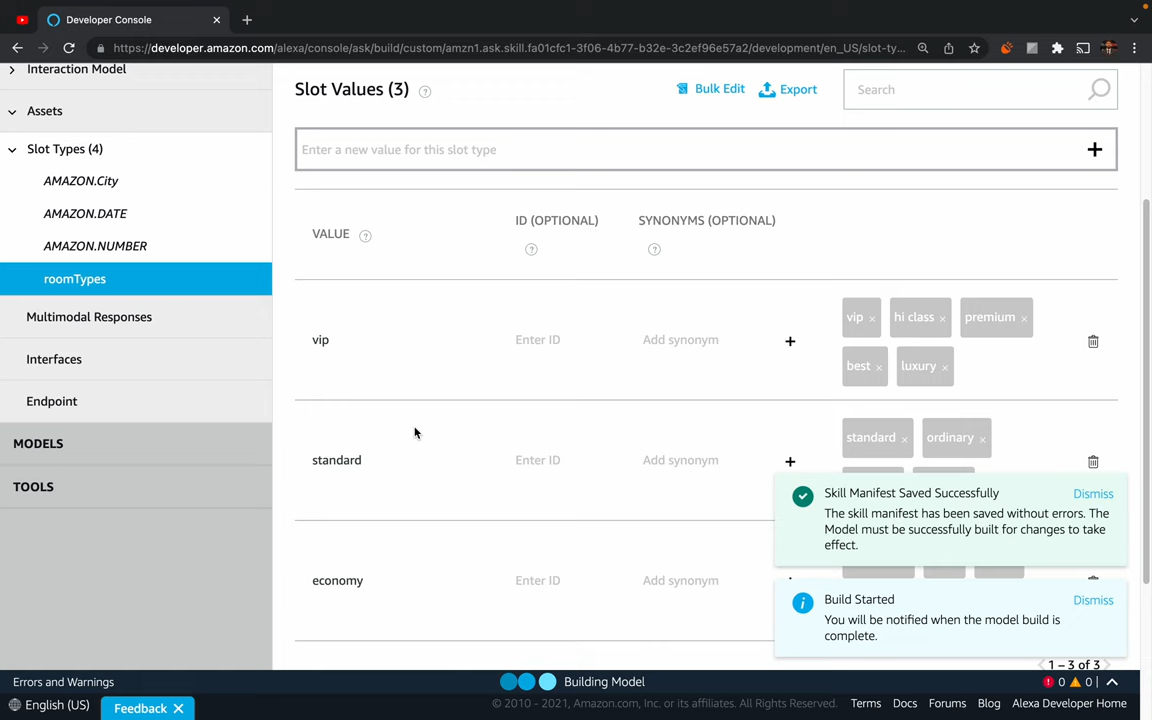 Developer Console
https://developer.amazon.com/alexa/console/ask/build/custom/amzn1.ask.skill.fa01cfc1-3f06-4b77-b32e-3c2ef96e57a2/development/en_US/slot-ty...
Interaction Model
Assets
Slot Types (4)
AMAZON.City
AMAZON.DATE
AMAZON.NUMBER
roomTypes
Multimodal Responses
Interfaces
Endpoint
MODELS
TOOLS
Slot Values (3)
Bulk Edit
Export
Search
Enter a new value for this slot type
VALUE
ID (OPTIONAL)
SYNONYMS (OPTIONAL)
vip
Enter ID
Add synonym
vip
hi class
premium
best
luxury
standard
Enter ID
Add synonym
standard
ordinary
economy
Enter ID
Add synonym
Skill Manifest Saved Successfully
Dismiss
The skill manifest has been saved without errors. The
Model must be successfully built for changes to take
effect.
Build Started
Dismiss
You will be notified when the model build is
complete.
1 – 3 of 3
Errors and Warnings
Building Model
0
0
English (US)
Feedback
© 2010 - 2021, Amazon.com, Inc. or its affiliates. All Rights Reserved.
Terms
Docs
Forums
Blog
Alexa Developer Home